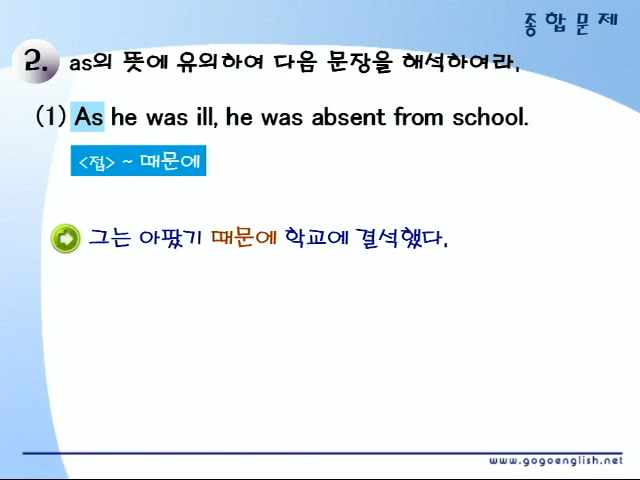 종합문제
2. as의 뜻에 유의하여 다음 문장을 해석하여라.
(1) As he was ill, he was absent from school.
<접> ~ 때문에
그는 아팠기 때문에 학교에 결석했다.
www.gogoenglish.net